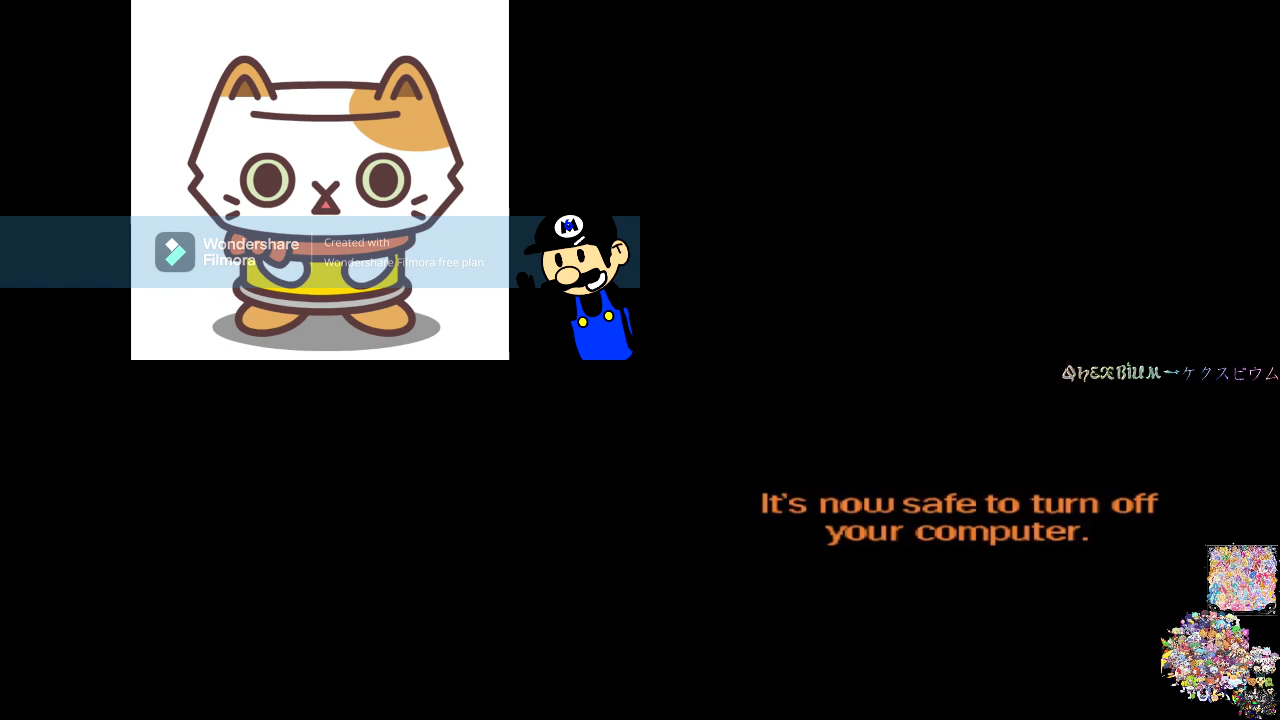 Wondershare
Filmora
Created with
Wondershare Filmora free plan
M
ケクスビウム
It's now safe to turn off
your computer.